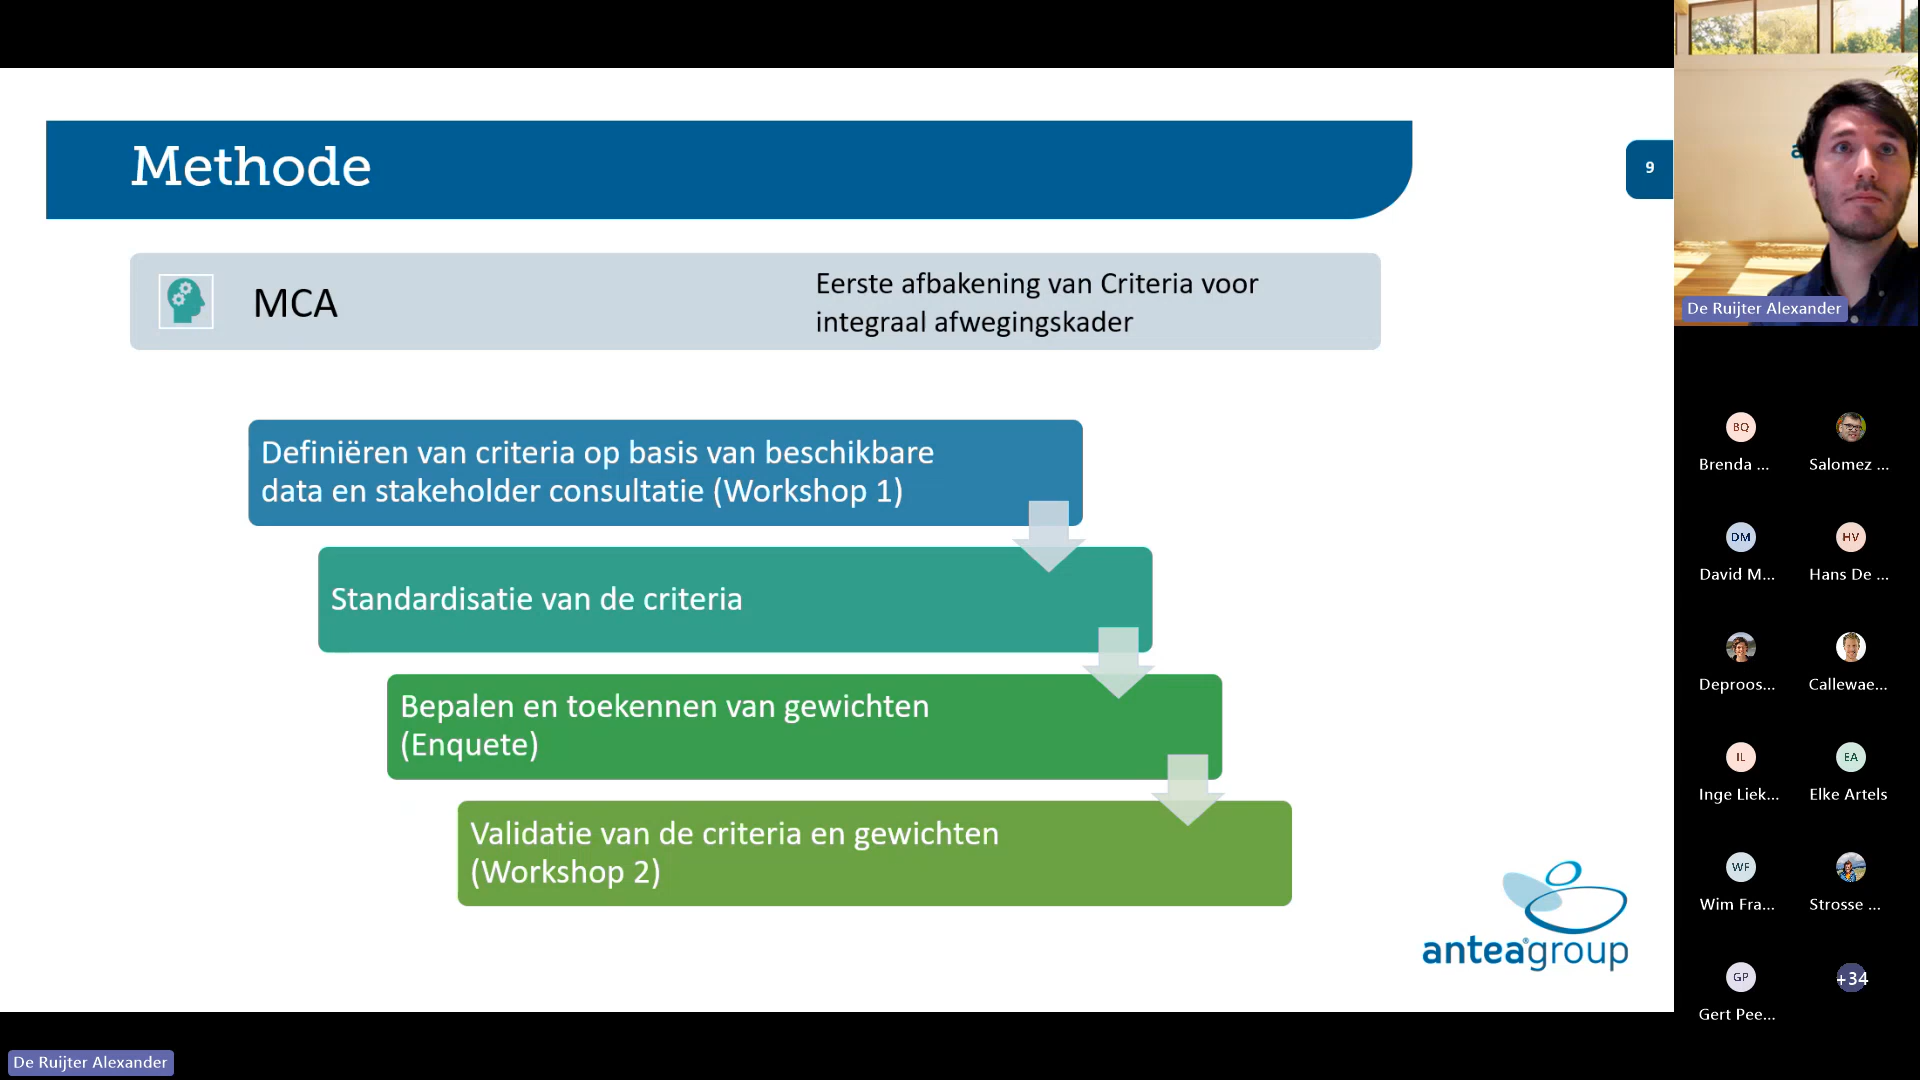 Methode
9
MCA
Eerste afbakening van Criteria voor
integraal afwegingskader
Definiëren van criteria op basis van beschikbare
data en stakeholder consultatie (Workshop 1)
Standardisatie van de criteria
Bepalen en toekennen van gewichten
(Enquete)
Validatie van de criteria en gewichten
(Workshop 2)
anteagroup
De Ruijter Alexander
BQ
Brenda ...
Salomez ...
DM
David M...
HV
Hans De ...
Deproos...
Callewae...
IL
Inge Liek...
EA
Elke Artels
WF
Wim Fra...
Strosse ...
GP
Gert Pee...
+34
De Ruijter Alexander